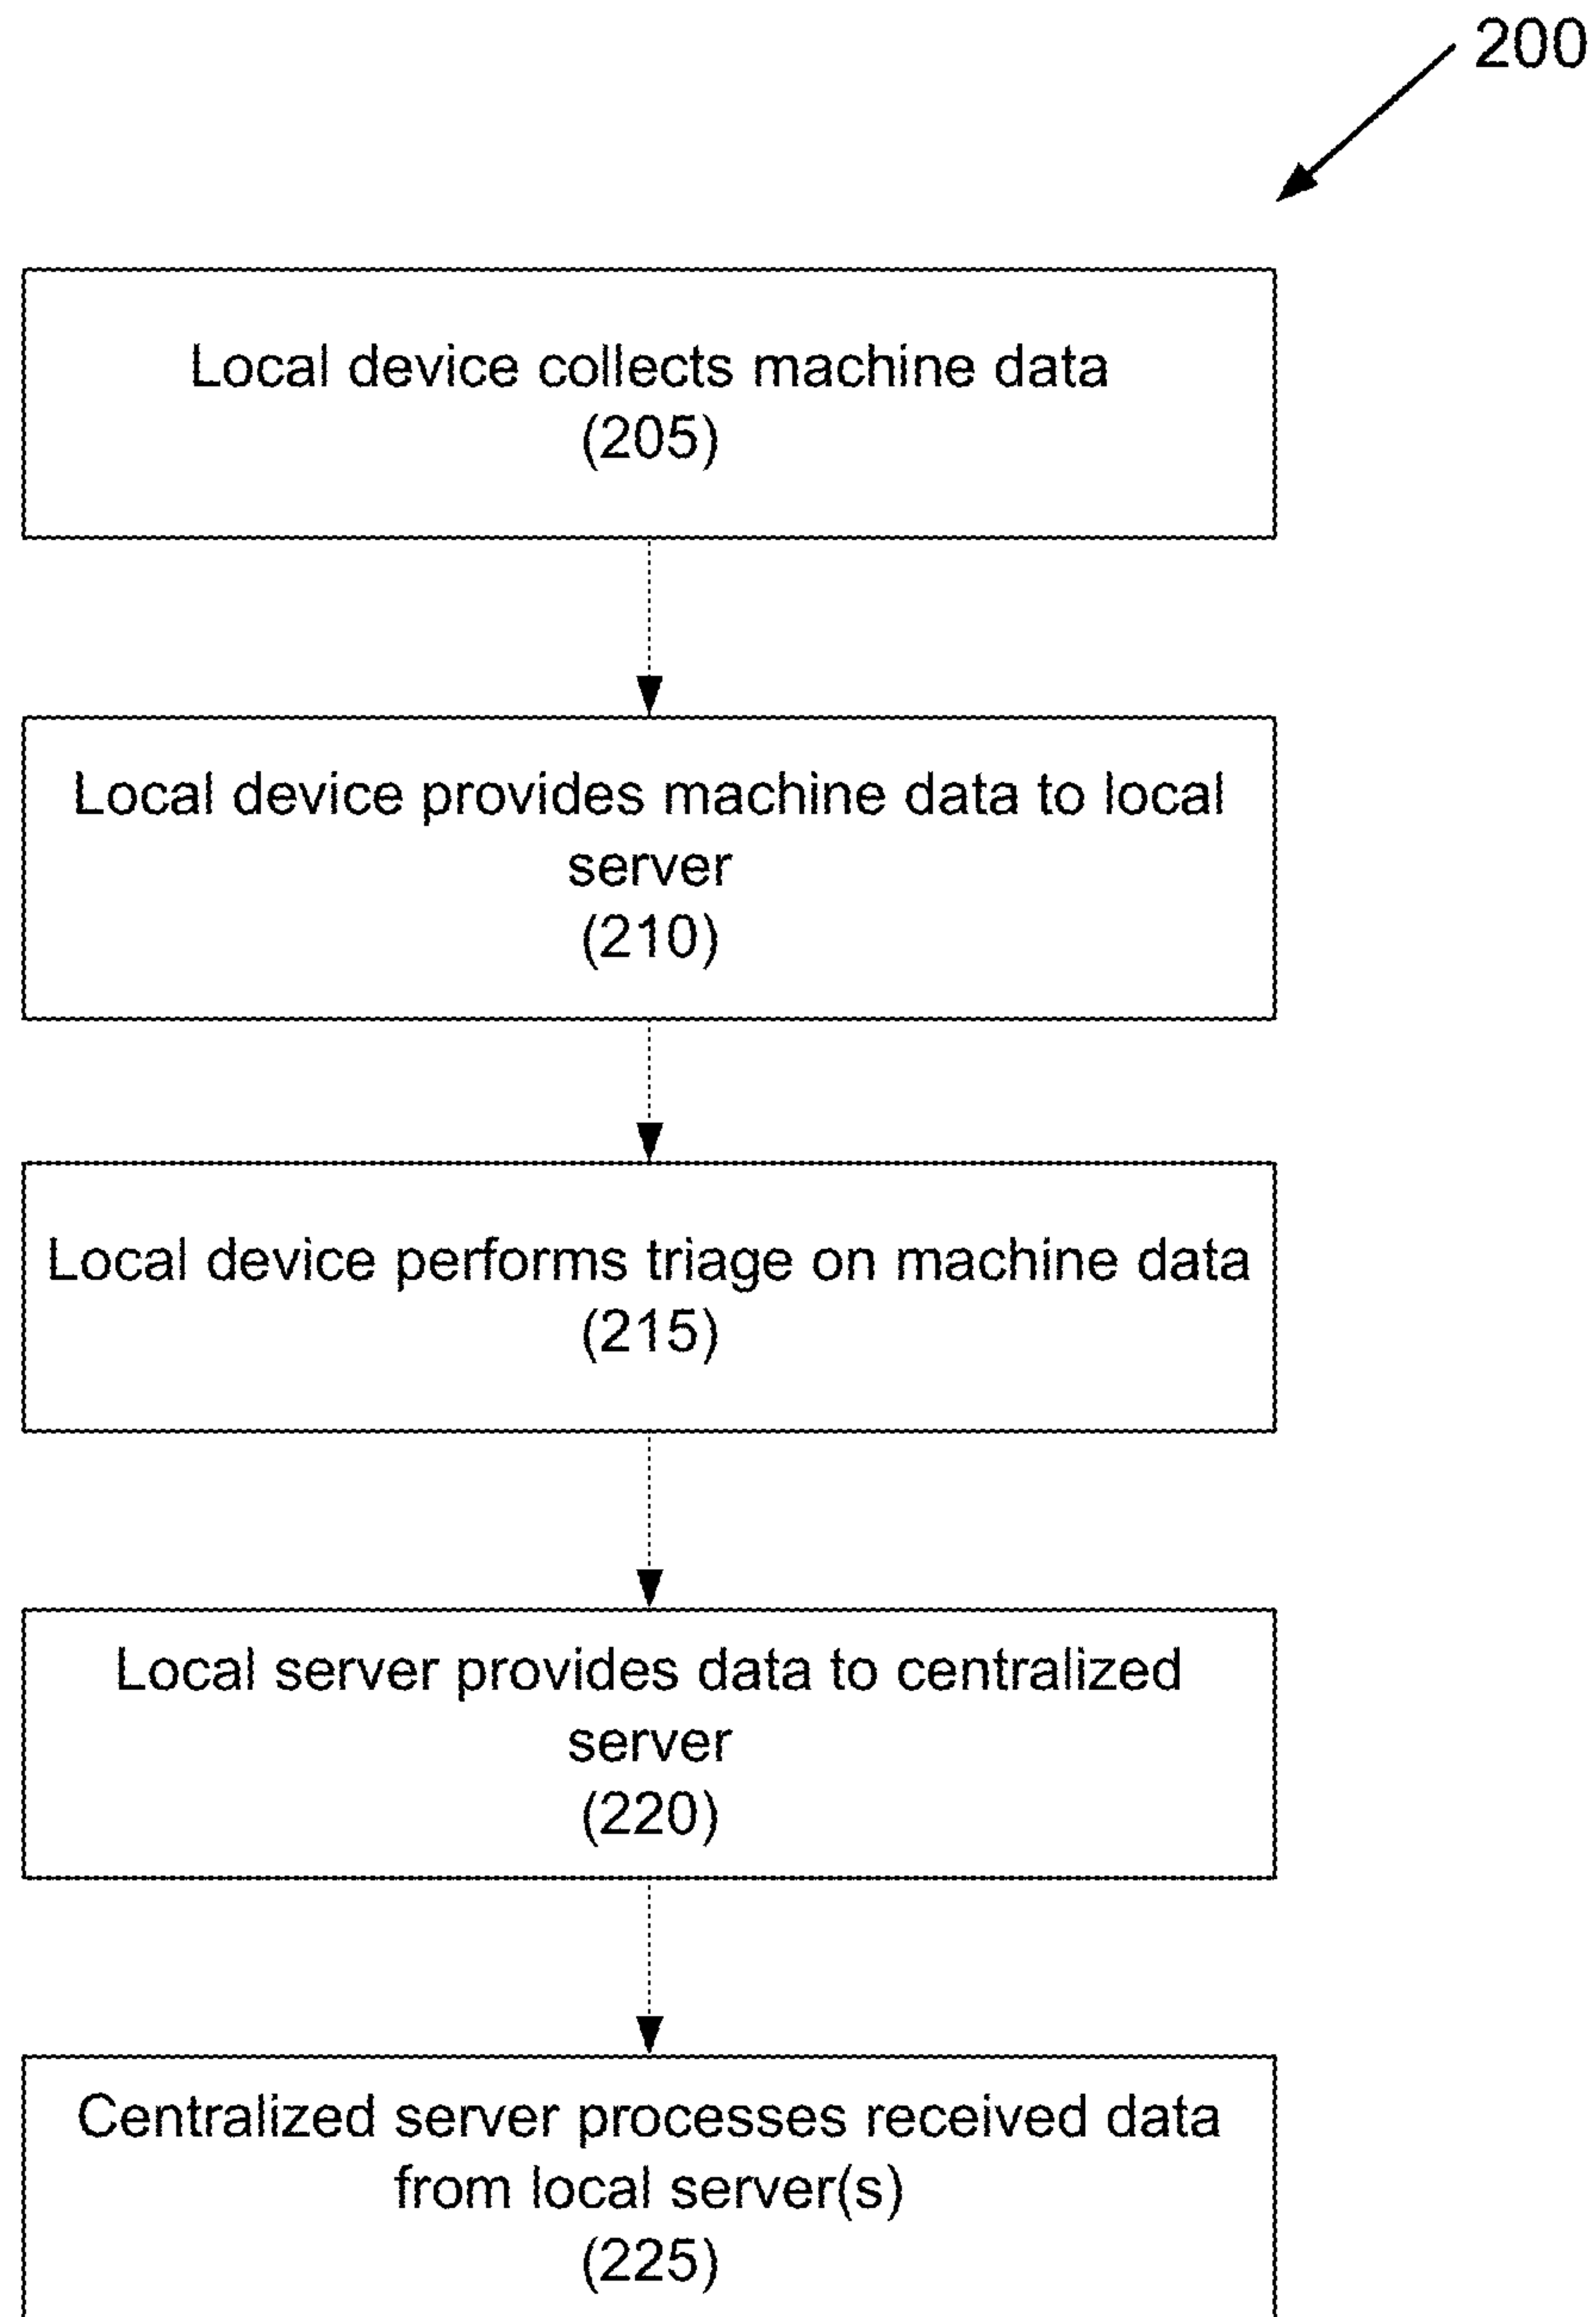 200
Local device collects machine data
(205)
Local device provides machine data to local
server
(210)
Local device performs triage on machine data
(215)
Local server provides data to centralized
server
(220)
Centralized server processes received data
from local server(s)
(225)